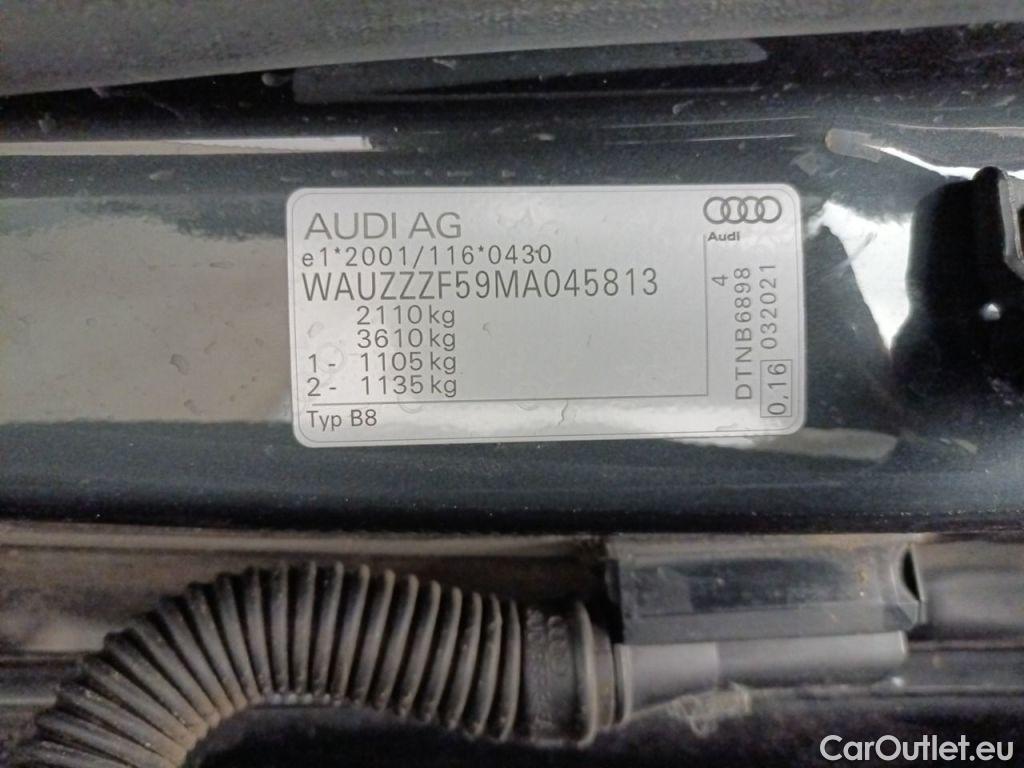 AUDI AG
Audi
e1*2001/116*0430
WAUZZZF59MA045813
2110 kg
3610 kg
1- 1105 kg
2- 1135 kg
Typ B8
DTNB6898 4
0,16 032021
CarOutlet.eu